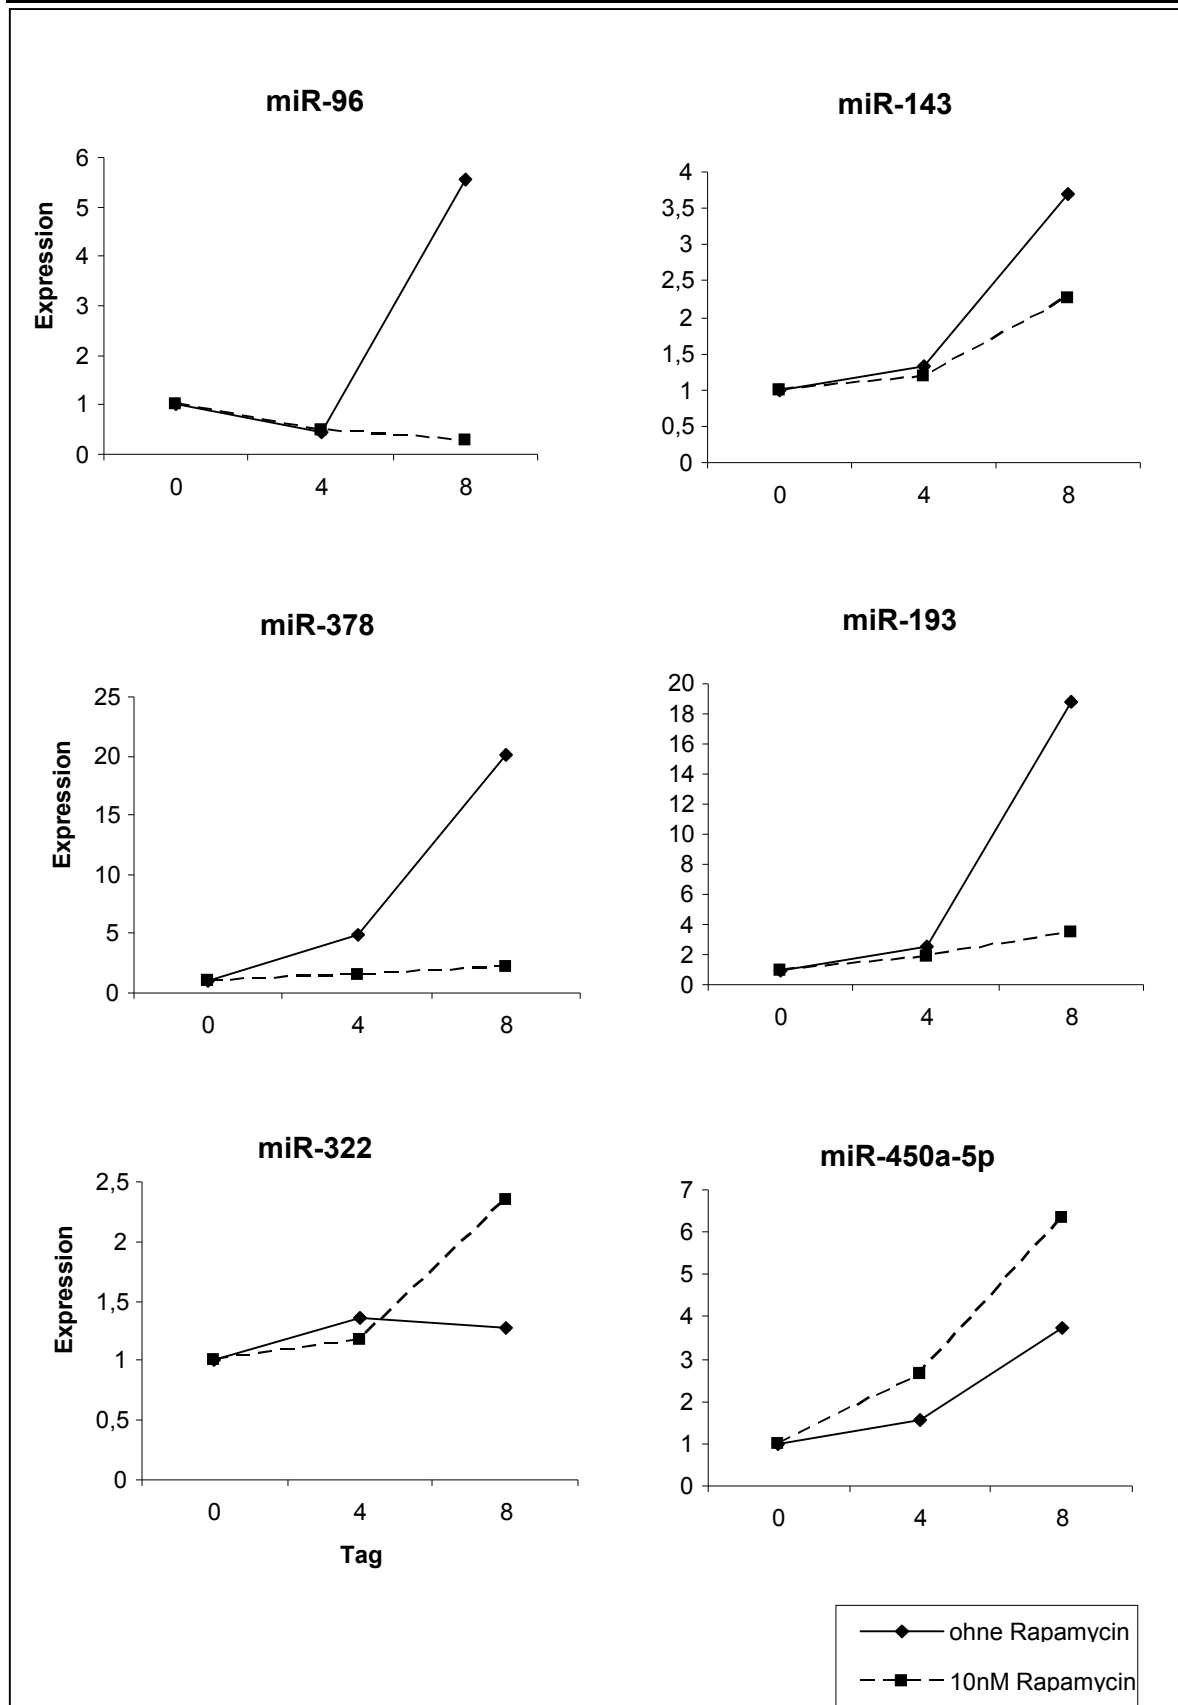 miR-96
miR-143
6
5
4
3
2
1
0
Expression
0 4 8
4
3,5
3
2,5
2
1,5
1
0,5
0
0 4 8
miR-378
miR-193
25
20
15
10
5
0
Expression
0 4 8
20
18
16
14
12
10
8
6
4
2
0
0 4 8
miR-322
miR-450a-5p
2,5
2
1,5
1
0,5
0
Expression
0 4 8
Tag
7
6
5
4
3
2
1
0
0 4 8
ohne Rapamycin
10nM Rapamycin